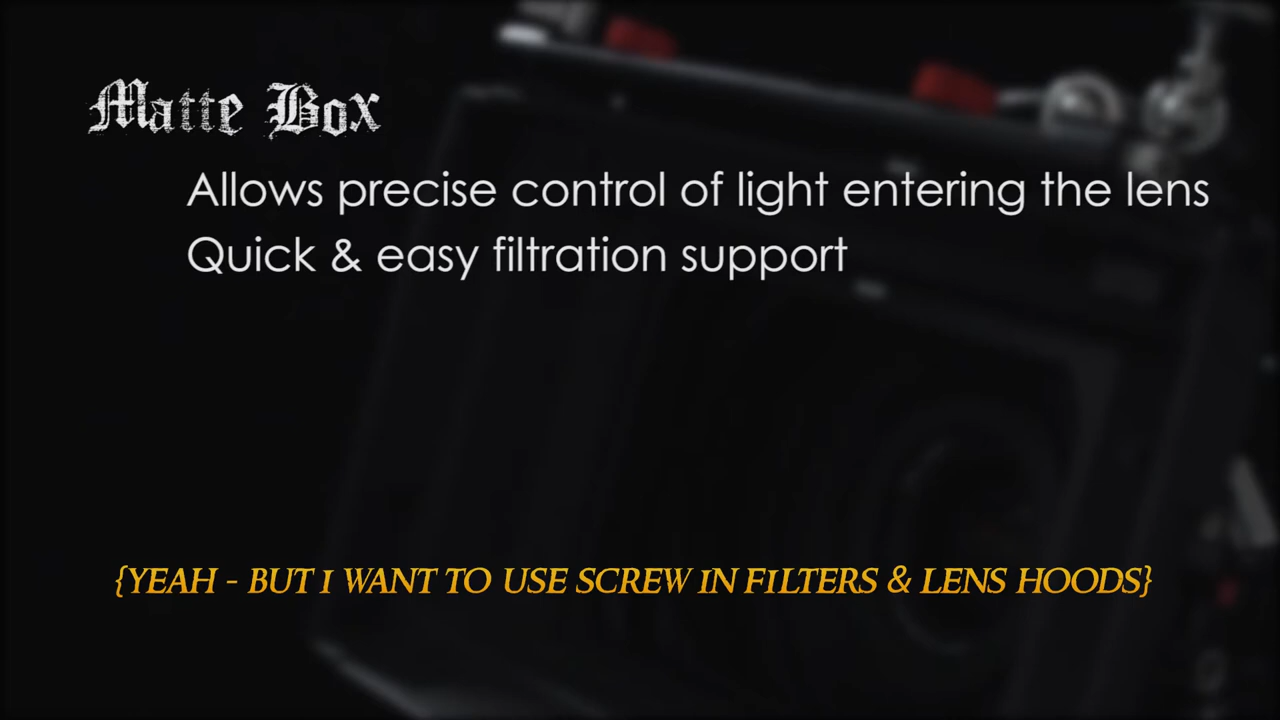 Matte Box
Allows precise control of light entering the lens
Quick & easy filtration support
{YEAH - BUT I WANT TO USE SCREW IN FILTERS & LENS HOODS}